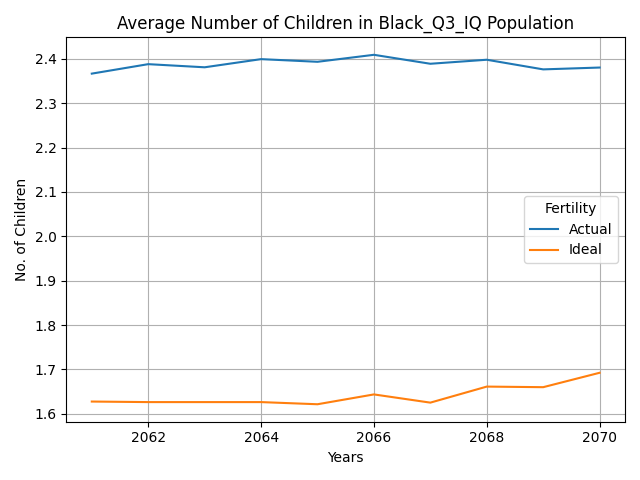 Average Number of Children in Black_Q3_IQ Population
No. of Children
2.4
2.3
2.2
2.1
2.0
1.9
1.8
1.7
1.6
Fertility
Actual
Ideal
2062 2064 2066 2068 2070
Years